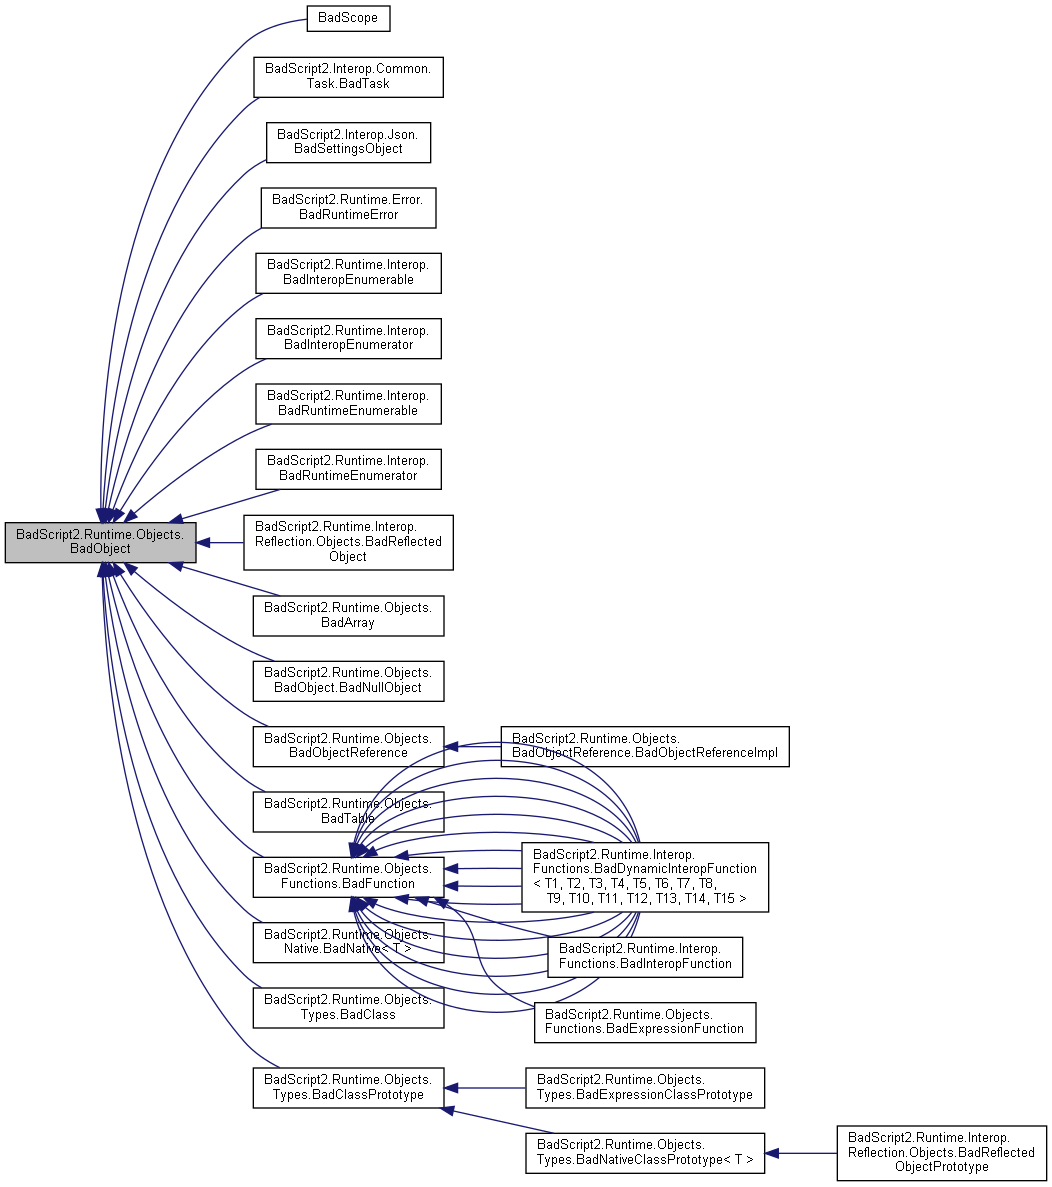 BadScope
BadScript2.Interop.Common.
Task.BadTask
BadScript2.Interop.Json.
BadSettingsObject
BadScript2.Runtime.Error.
BadRuntimeError
BadScript2.Runtime.Interop.
BadInteropEnumerable
BadScript2.Runtime.Interop.
BadInteropEnumerator
BadScript2.Runtime.Interop.
BadRuntimeEnumerable
BadScript2.Runtime.Interop.
BadRuntimeEnumerator
BadScript2.Runtime.Objects.
BadObject
BadScript2.Runtime.Interop.
Reflection.Objects.BadReflected
Object
BadScript2.Runtime.Objects.
BadArray
BadScript2.Runtime.Objects.
BadObject.BadNullObject
BadScript2.Runtime.Objects.
BadObjectReference
BadScript2.Runtime.Objects.
BadObjectReference.BadObjectReferenceImpl
BadScript2.Runtime.Objects.
BadTable
BadScript2.Runtime.Objects.
Functions.BadFunction
BadScript2.Runtime.Interop.
Functions.BadDynamicInteropFunction
< T1, T2, T3, T4, T5, T6, T7, T8,
T9, T10, T11, T12, T13, T14, T15 >
BadScript2.Runtime.Objects.
Native.BadNative< T >
BadScript2.Runtime.Interop.
Functions.BadInteropFunction
BadScript2.Runtime.Objects.
Types.BadClass
BadScript2.Runtime.Objects.
Functions.BadExpressionFunction
BadScript2.Runtime.Objects.
Types.BadClassPrototype
BadScript2.Runtime.Objects.
Types.BadExpressionClassPrototype
BadScript2.Runtime.Objects.
Types.BadNativeClassPrototype< T >
BadScript2.Runtime.Interop.
Reflection.Objects.BadReflected
ObjectPrototype